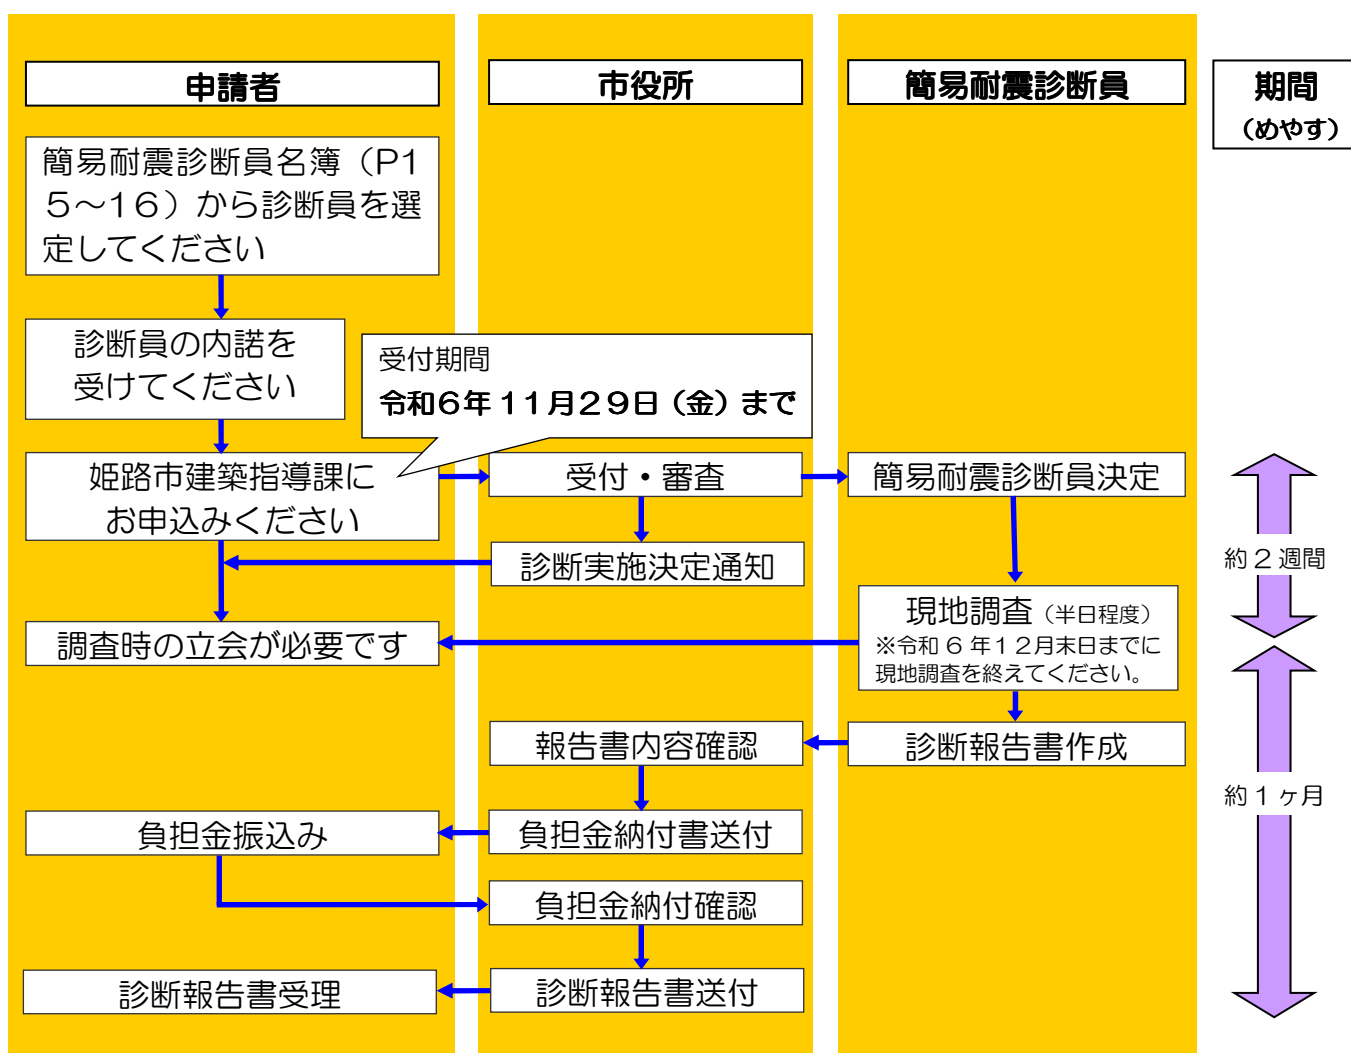 申請者
市役所
簡易耐震診断員
期間
(めやす)
簡易耐震診断員名簿（P1
5～16）から診断員を選
定してください
診断員の内諾を
受けてください
受付期間
令和6年11月29日（金）まで
姫路市建築指導課に
お申込みください
受付・審査
簡易耐震診断員決定
診断実施決定通知
約２週間
現地調査（半日程度）
※令和６年12月末日までに
現地調査を終えてください。
調査時の立会が必要です
報告書内容確認
診断報告書作成
約１ヶ月
負担金振込み
負担金納付書送付
負担金納付確認
診断報告書受理
診断報告書送付